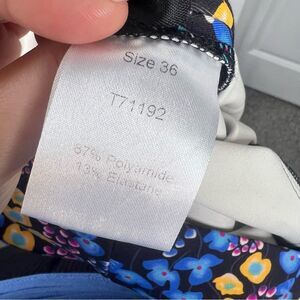 Size 36
T71192
87% Polyamide
13% Elastane